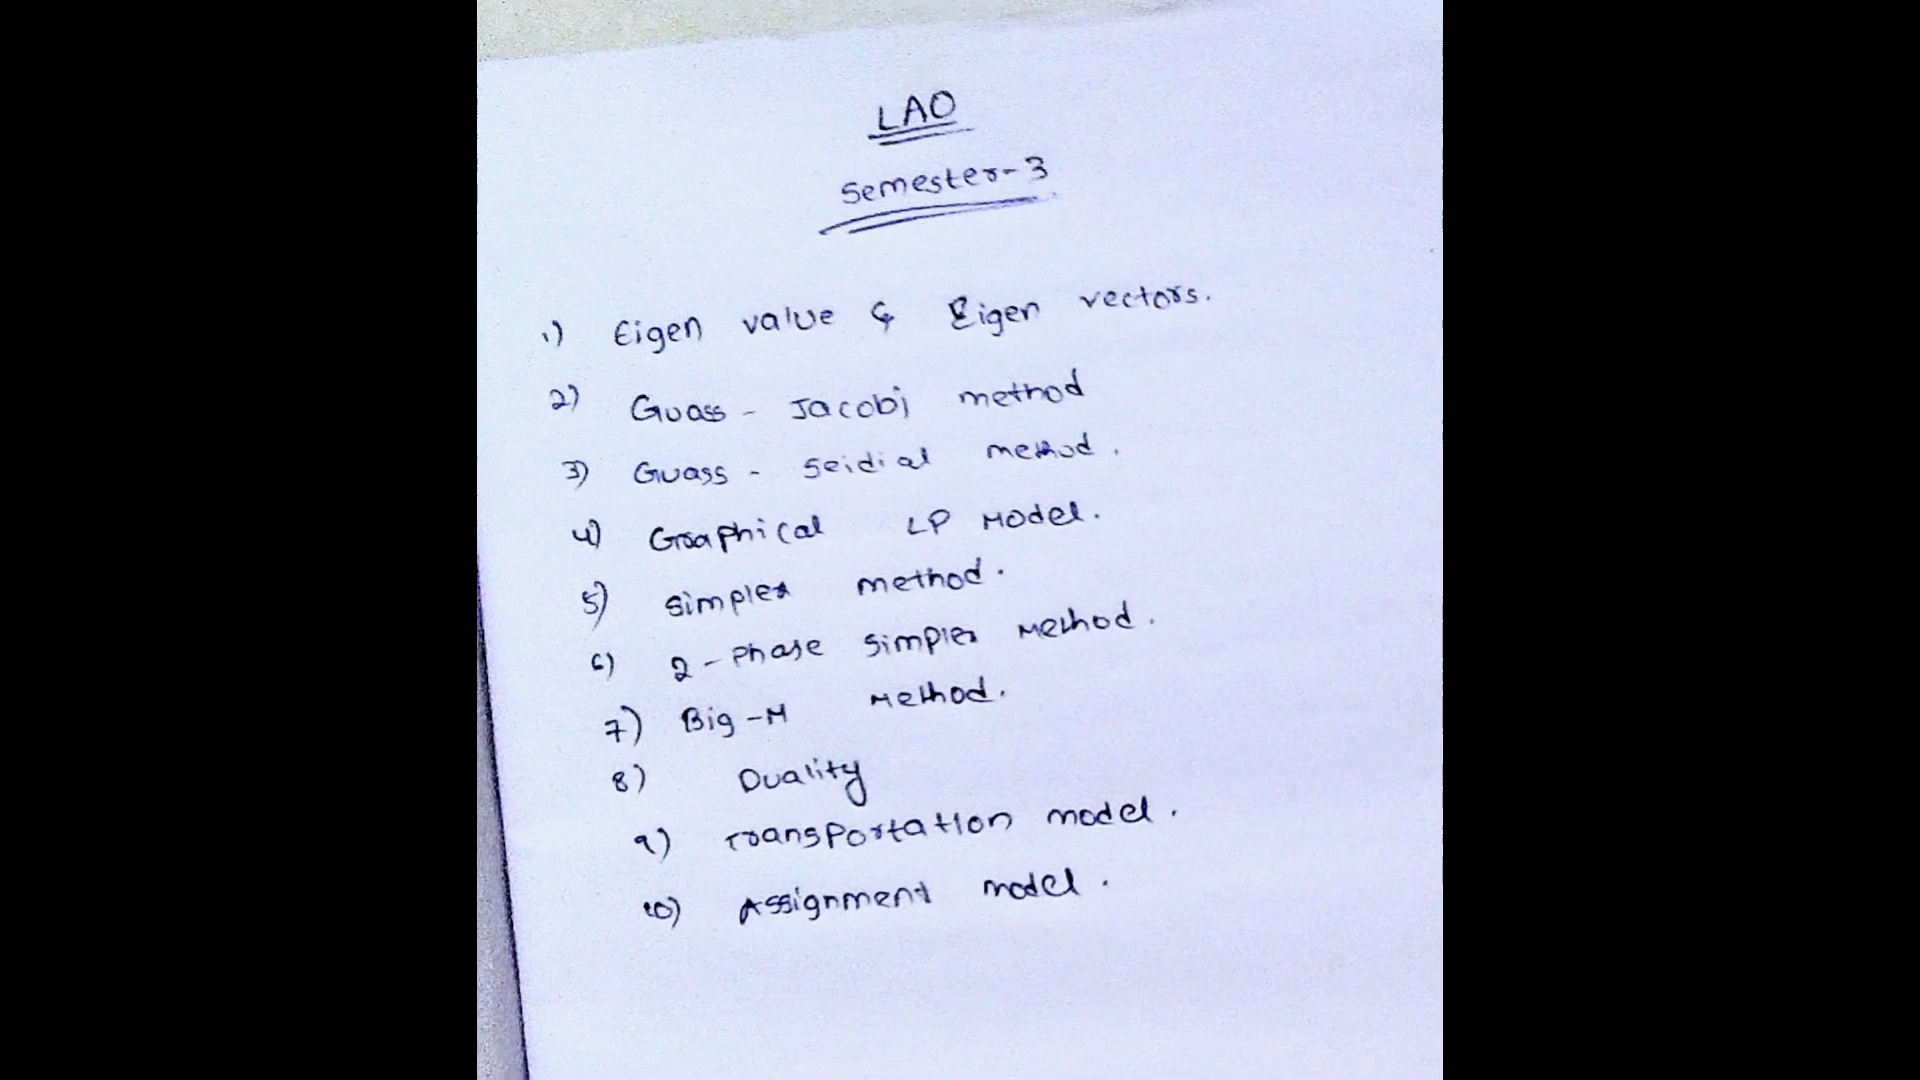 LAO
Semester-3
1) Eigen value & Eigen vectors.
2) Guass - Jacobi method
3) Guass - Seidial method.
4) Graphical LP Model.
5) Simplex method.
6) 2-Phase Simplex Method.
7) Big-M Method.
8) Duality
9) Transportation model.
10) Assignment model.